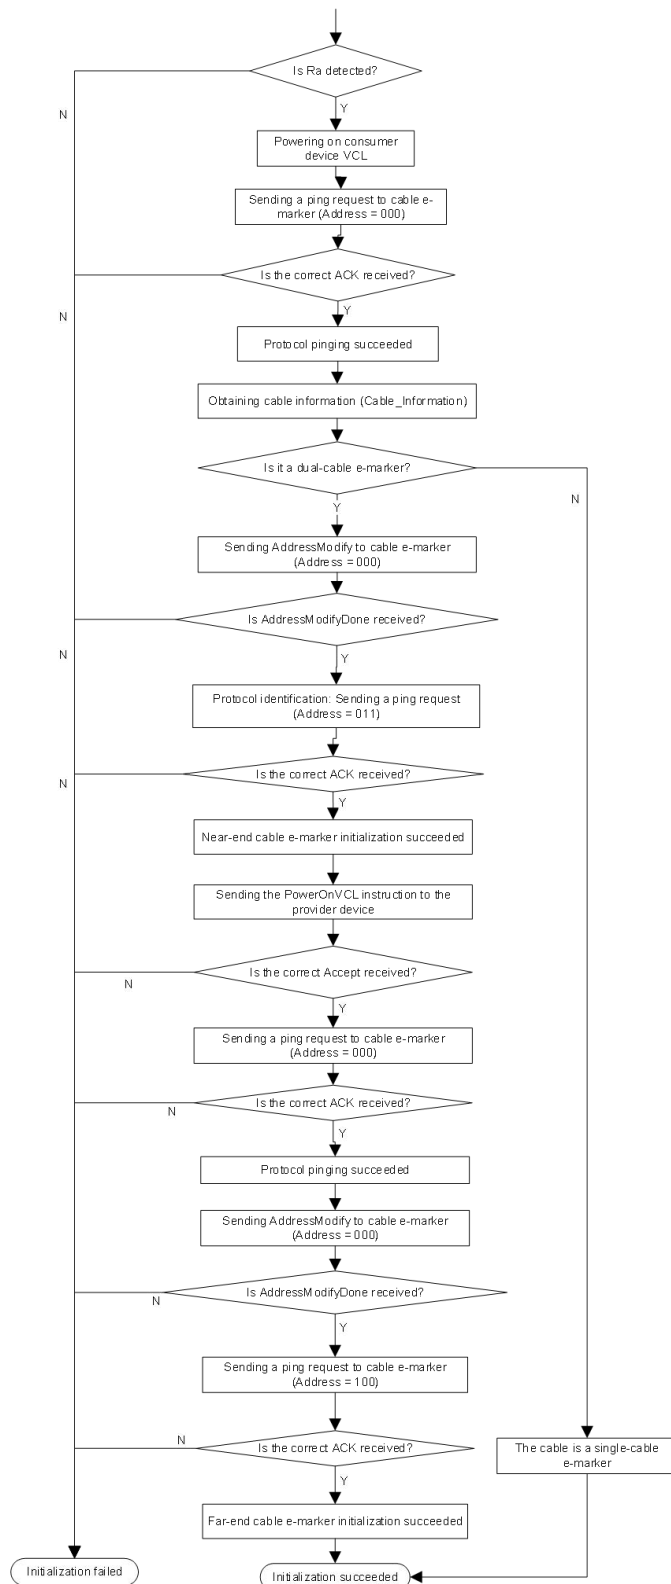 Is Ra detected?
N
Y
Powering on consumer
device VCL
Sending a ping request to cable e-
marker (Address = 000)
Is the correct ACK received?
N
Y
Protocol pinging succeeded
Obtaining cable information (Cable_Information)
Is it a dual-cable e-marker?
N
Y
Sending AddressModify to cable e-marker
(Address = 000)
Is AddressModifyDone received?
N
Y
Protocol identification: Sending a ping request
(Address = 011)
Is the correct ACK received?
N
Y
Near-end cable e-marker initialization succeeded
Sending the PowerOnVCL instruction to the
provider device
Is the correct Accept received?
N
Y
Sending a ping request to cable e-marker
(Address = 000)
Is the correct ACK received?
N
Y
Protocol pinging succeeded
Sending AddressModify to cable e-marker
(Address = 000)
Is AddressModifyDone received?
N
Y
Sending a ping request to cable e-marker
(Address = 100)
Is the correct ACK received?
N
Y
The cable is a single-cable
e-marker
Far-end cable e-marker initialization succeeded
Initialization failed
Initialization succeeded